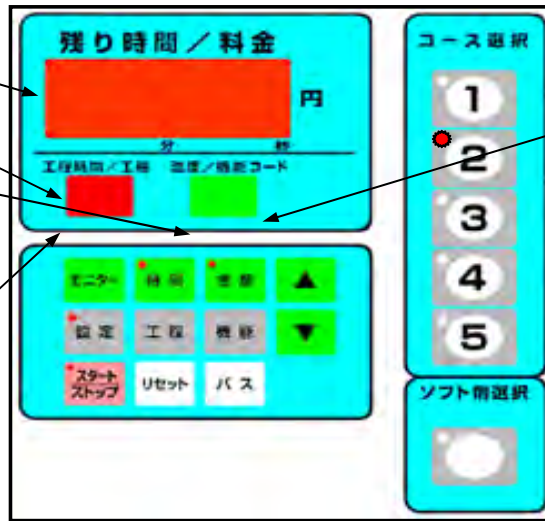 残り時間／料金
円
分 秒
工程時間／工程 温度／機能コード
モニター 時間 温度 ▲
設定 工程 機能 ▼
スタート
ストップ
リセット パス
コース選択
1
2
3
4
5
ソフト剤選択